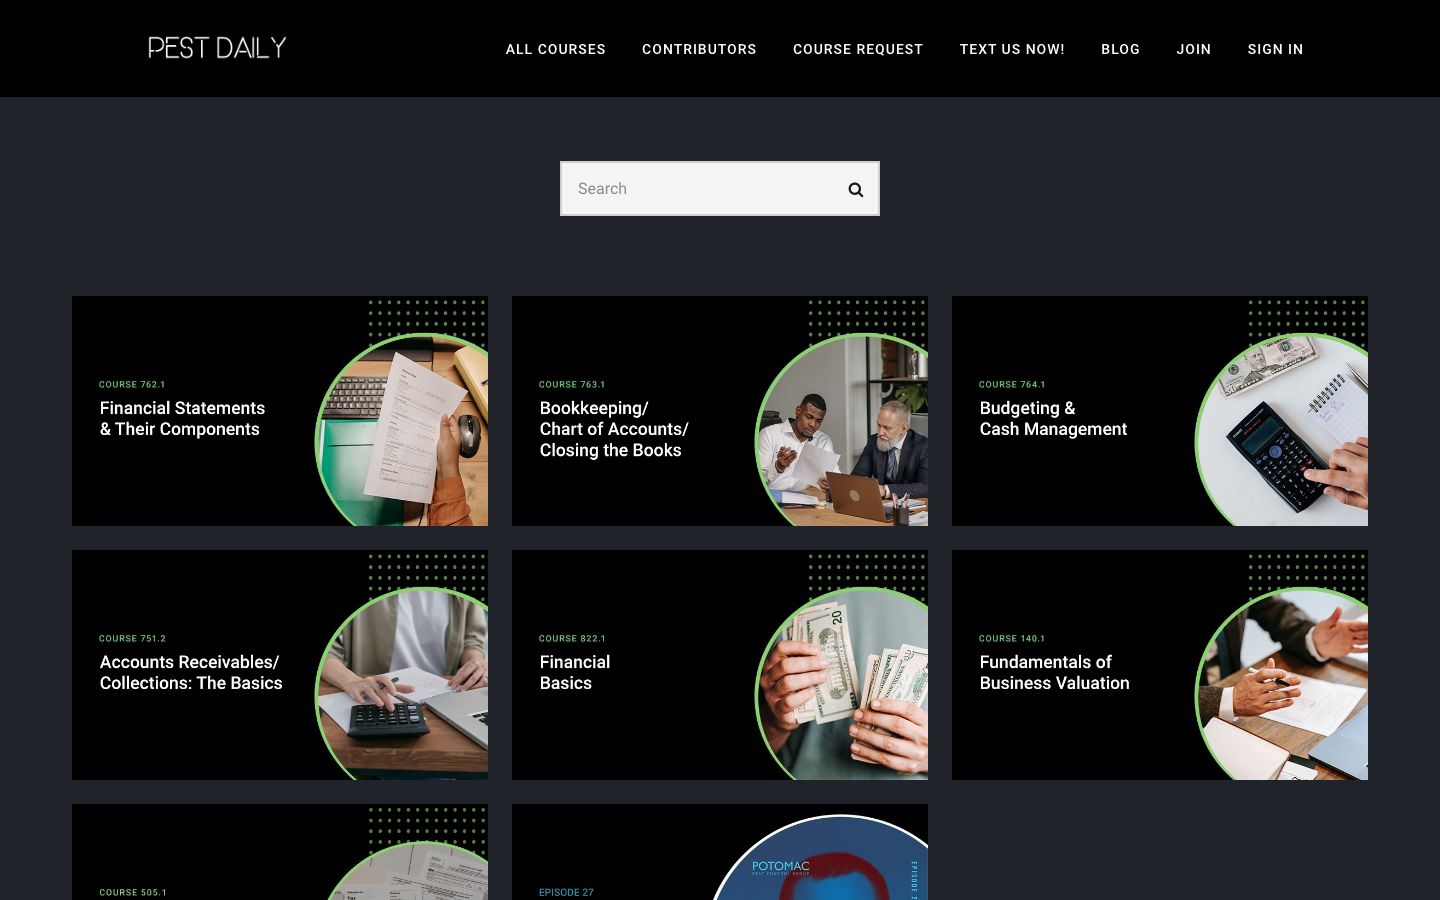 PEST DAILY
ALL COURSES
CONTRIBUTORS
COURSE REQUEST
TEXT US NOW!
BLOG
JOIN
SIGN IN
Search
COURSE 762.1
Financial Statements
& Their Components
COURSE 763.1
Bookkeeping/
Chart of Accounts/
Closing the Books
COURSE 764.1
Budgeting &
Cash Management
COURSE 751.2
Accounts Receivables/
Collections: The Basics
COURSE 822.1
Financial
Basics
20
COURSE 140.1
Fundamentals of
Business Valuation
COURSE 505.1
EPISODE 27
POTOMAC
PEST CONTROL GROUP
EPISODE 2